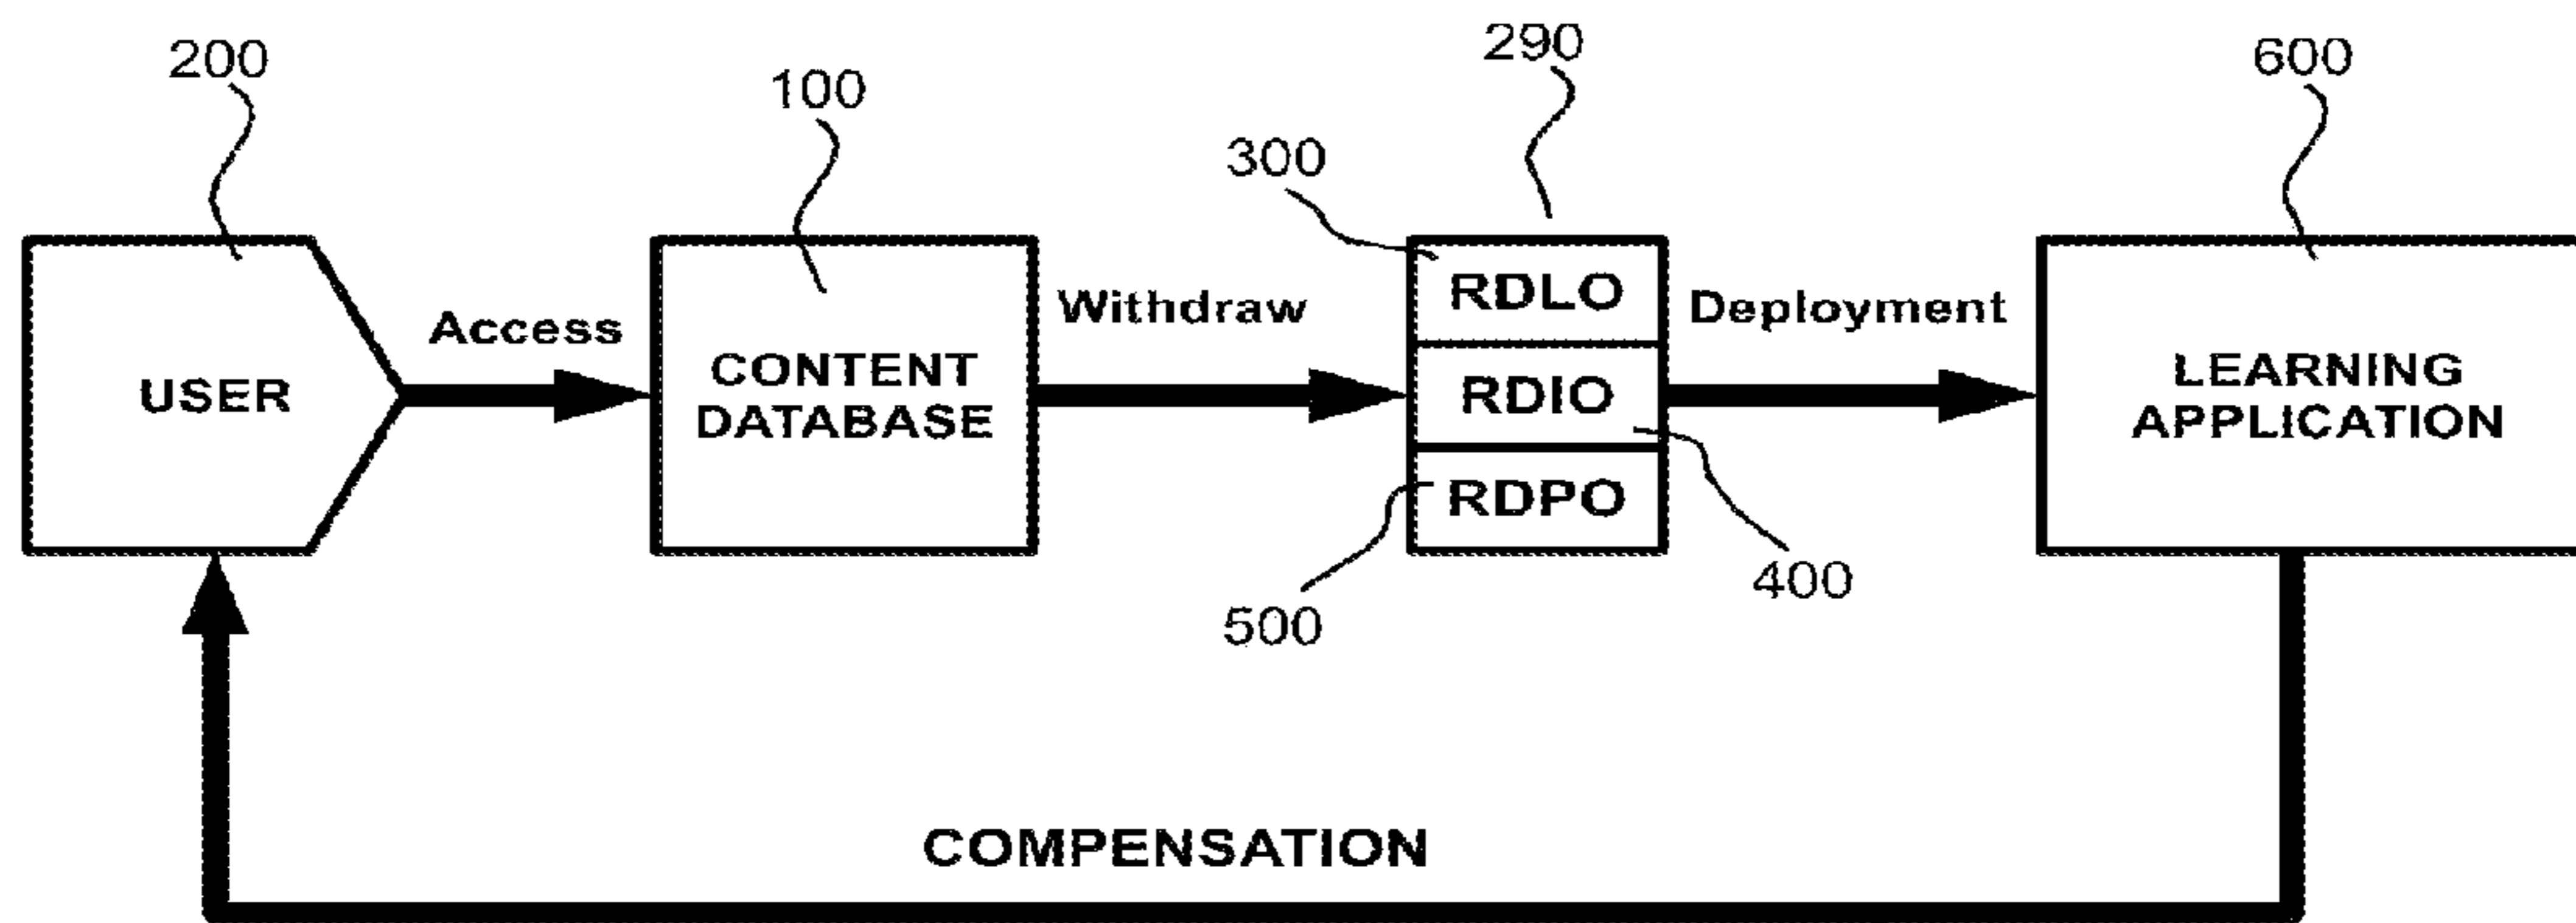 200
100
290
300
600
USER
Access
CONTENT
DATABASE
Withdraw
RDLO
RDIO
RDPO
Deployment
LEARNING
APPLICATION
500
400
COMPENSATION